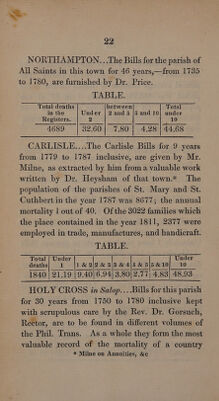 22
NORTHAMPTON...The Bills for the parish of
All Saints in this town for 46 years,—from 1735
to 1780, are furnished by Dr. Price.
TABLE.
Total deaths in the Registers. | Under 2 | between 2 and 5 | 5 and 10 | Total under 10
4689 | 32.60 | 7.80 | 4.28 | 44.68
CARLISLE....The Carlisle Bills for 9 years
from 1779 to 1787 inclusive, are given by Mr.
Milne, as extracted by him from a valuable work
written by Dr. Heysham of that town.* The
population of the parishes of St. Mary and St.
Cuthbert in the year 1787 was 8677; the annual
mortality 1 out of 40. Of the 3022 families which
the place contained in the year 1811, 2377 were
employed in trade, manufactures, and handicraft.
TABLE.
Total deaths | Under 1 | 1 & 2 | 2 & 3 | 3 & 4 | 4 & 5 | 5 & 10 | Under 10
1840 | 21.19 | 9.40 | 6.94 | 3.80 | 2.77 | 4.83 | 48.93
HOLY CROSS in Salop....Bills for this parish
for 30 years from 1750 to 1780 inclusive kept
with scrupulous care by the Rev. Dr. Gorsuch,
Rector, are to be found in different volumes of
the Phil. Trans. As a whole they form the most
valuable record of the mortality of a country
* Milne on Annuities, &c